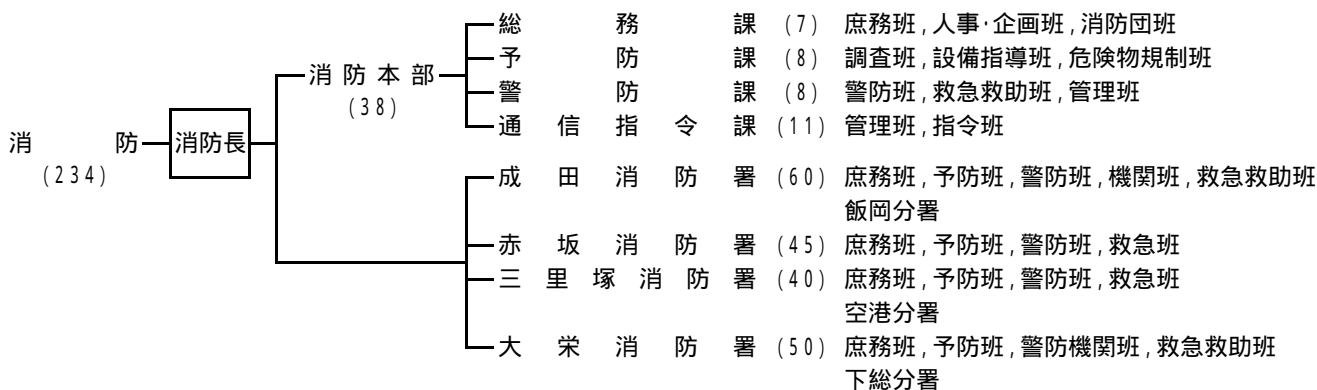 総務課 (7) 庶務班,人事・企画班,消防団班
予防課 (8) 調査班,設備指導班,危険物規制班
消防本部
(38)
警防課 (8) 警防班,救急救助班,管理班
通信指令課 (11) 管理班,指令班
消防
(234)
消防長
成田消防署 (60) 庶務班,予防班,警防班,機関班,救急救助班
飯岡分署
赤坂消防署 (45) 庶務班,予防班,警防班,救急班
三里塚消防署 (40) 庶務班,予防班,警防班,救急班
空港分署
大栄消防署 (50) 庶務班,予防班,警防機関班,救急救助班
下総分署